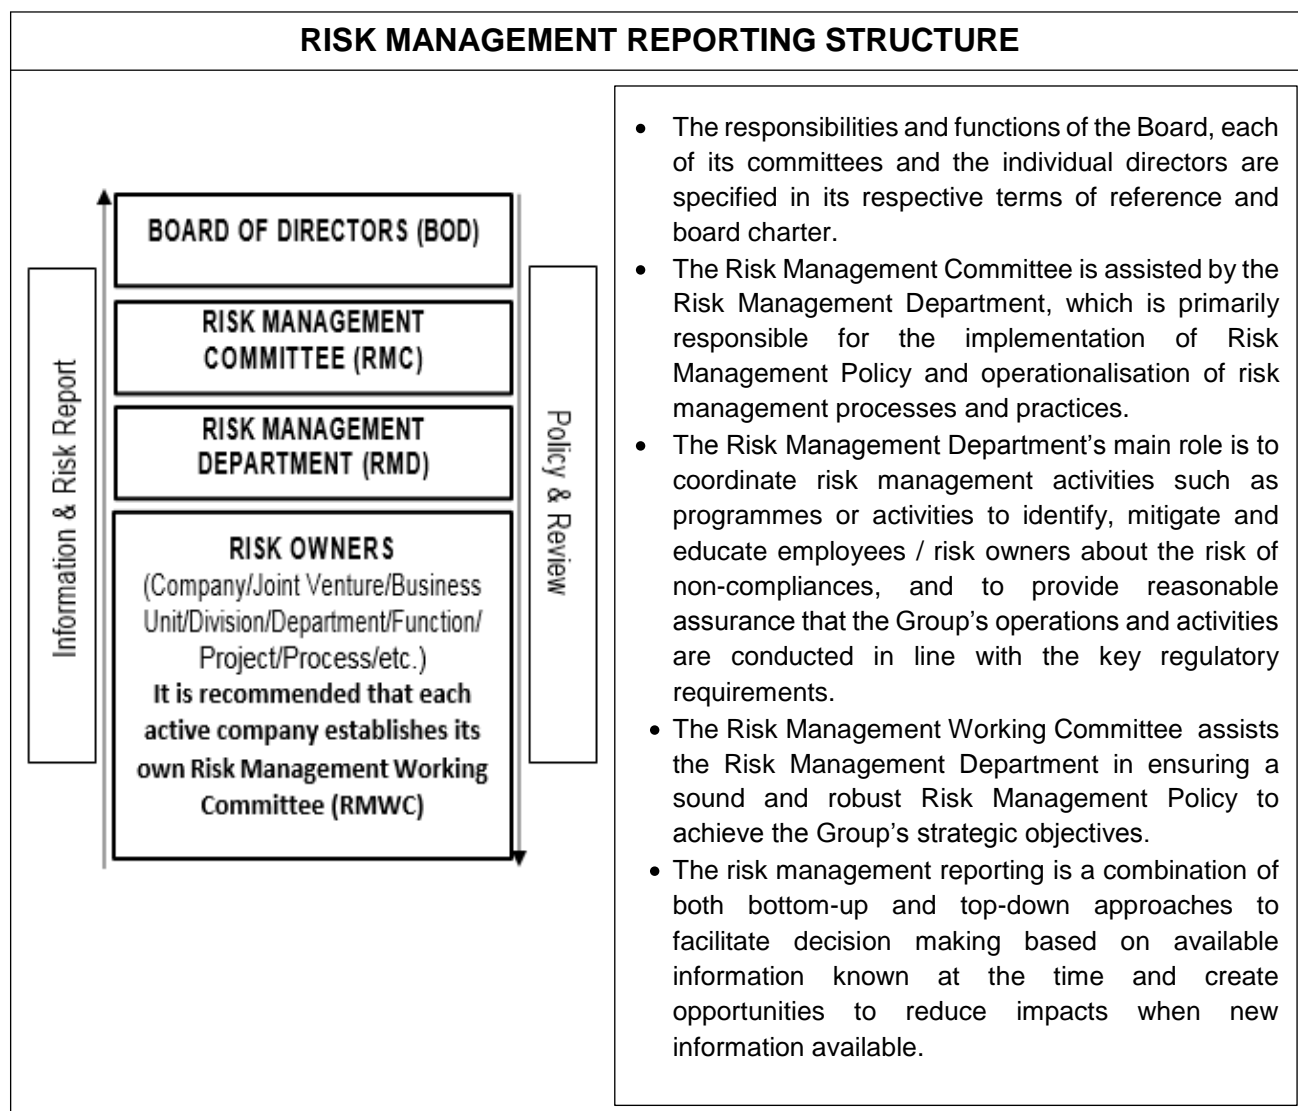 RISK MANAGEMENT REPORTING STRUCTURE
Information & Risk Report
BOARD OF DIRECTORS (BOD)
RISK MANAGEMENT
COMMITTEE (RMC)
RISK MANAGEMENT
DEPARTMENT (RMD)
RISK OWNERS
(Company/Joint Venture/Business
Unit/Division/Department/Function/
Project/Process/etc.)
It is recommended that each
active company establishes its
own Risk Management Working
Committee (RMWC)
Policy & Review
• The responsibilities and functions of the Board, each
of its committees and the individual directors are
specified in its respective terms of reference and
board charter.
• The Risk Management Committee is assisted by the
Risk Management Department, which is primarily
responsible for the implementation of Risk
Management Policy and operationalisation of risk
management processes and practices.
• The Risk Management Department’s main role is to
coordinate risk management activities such as
programmes or activities to identify, mitigate and
educate employees / risk owners about the risk of
non-compliances, and to provide reasonable
assurance that the Group’s operations and activities
are conducted in line with the key regulatory
requirements.
• The Risk Management Working Committee assists
the Risk Management Department in ensuring a
sound and robust Risk Management Policy to
achieve the Group’s strategic objectives.
• The risk management reporting is a combination of
both bottom-up and top-down approaches to
facilitate decision making based on available
information known at the time and create
opportunities to reduce impacts when new
information available.